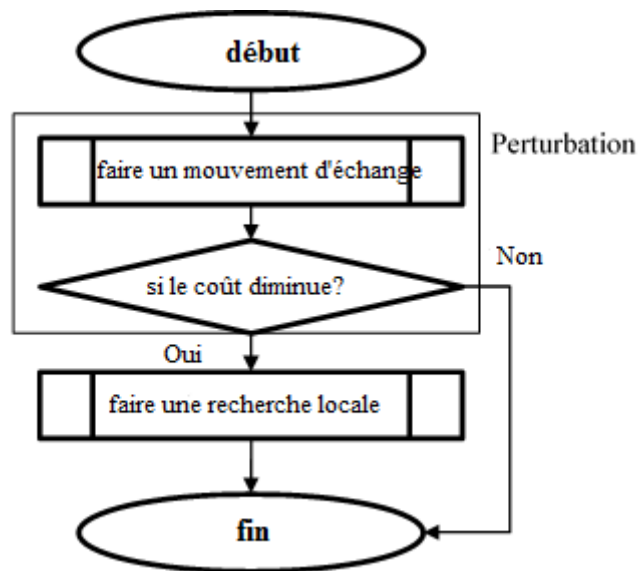 début
faire un mouvement d'échange
Perturbation
si le coût diminue?
Non
Oui
faire une recherche locale
fin